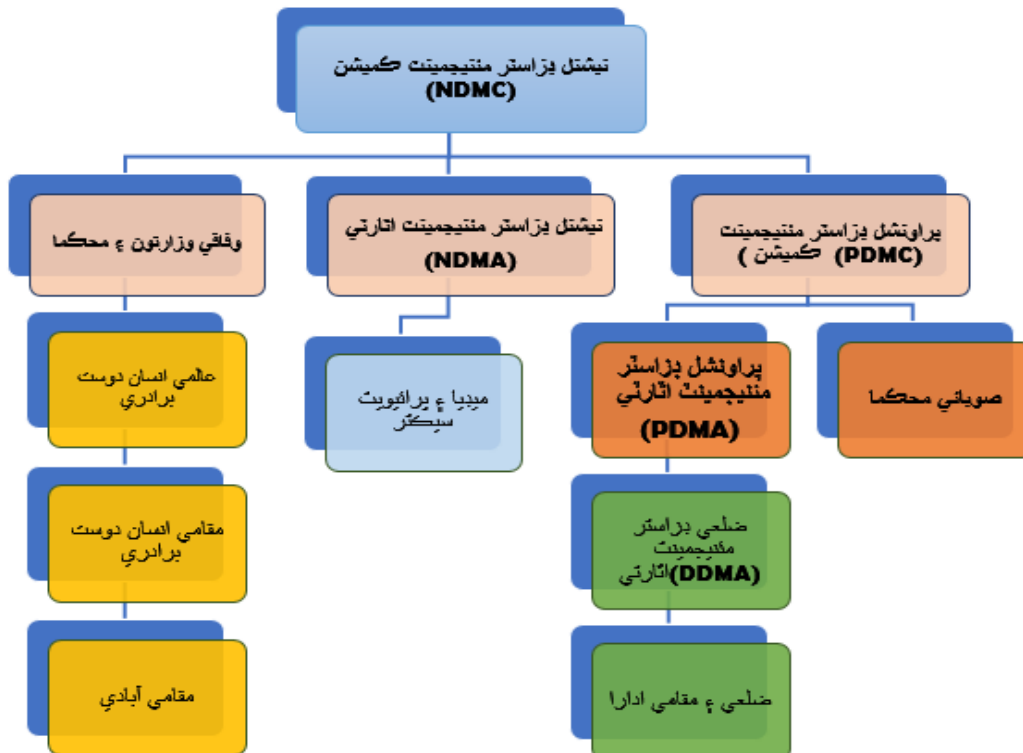 نيشنل ڊزاسٽر مئنيجمينٽ ڪميشن
(NDMC)
وفاقي وزارتون ۽ محڪما
نيشنل ڊزاسٽر مئنيجمينٽ اٿارٽي
(NDMA)
پراونشل ڊزاسٽر مئنيجمينٽ
ڪميشن (PDMC) (
عالمي انسان دوست
برادري
ميڊيا ۽ پرائيويٽ
سيڪٽر
پراونشل ڊزاسٽر
مئنيجمينٽ اٿارٽي
(PDMA)
صوبائي محڪما
مقامي انسان دوست
برادري
ضلعي ڊزاسٽر
مئنيجمينٽ
اٿارٽي(DDMA)
مقامي آبادي
ضلعي ۽ مقامي ادارا